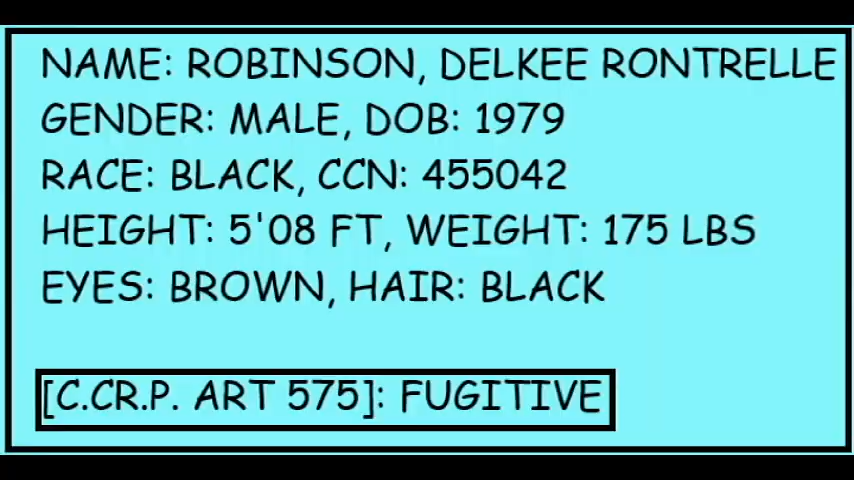 NAME: ROBINSON, DELKEE RONTRELLE
GENDER: MALE, DOB: 1979
RACE: BLACK, CCN: 455042
HEIGHT: 5'08 FT, WEIGHT: 175 LBS
EYES: BROWN, HAIR: BLACK
[C.CR.P. ART 575]: FUGITIVE